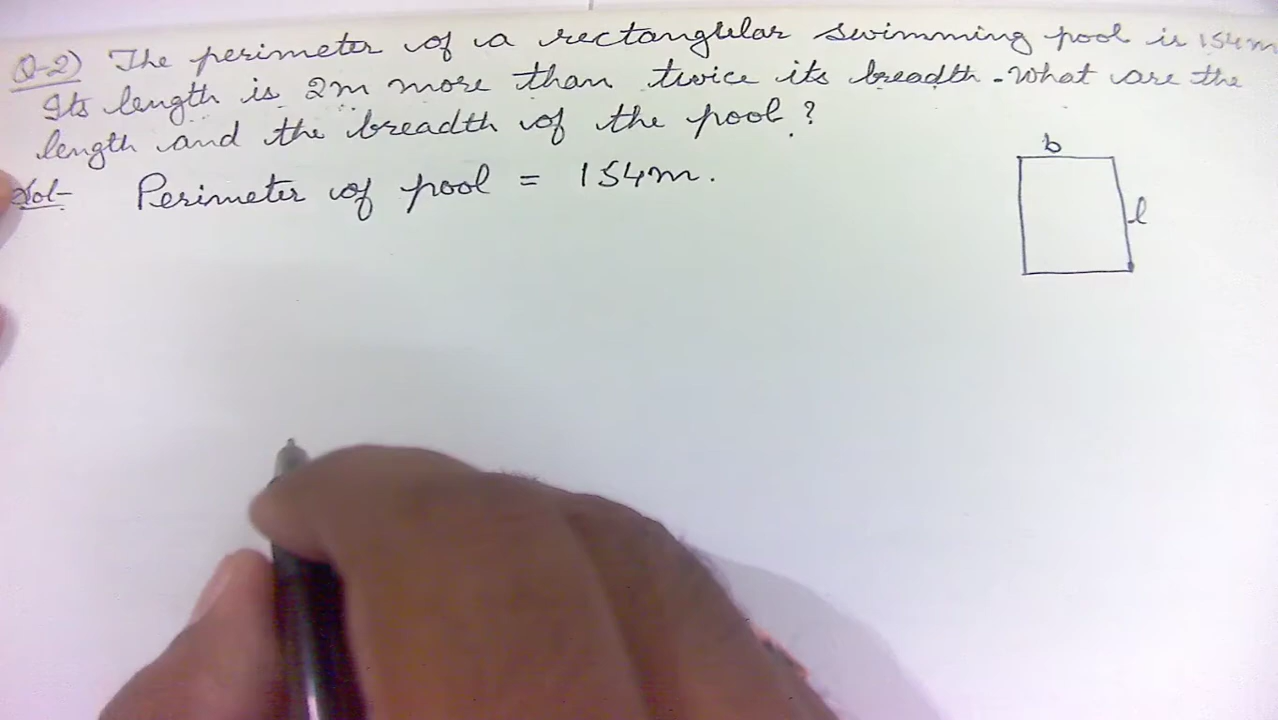 Q-2) The perimeter of a rectangular swimming pool is 154m
Its length is 2m more than twice its breadth. What are the
length and the breadth of the pool?
b
Sol- Perimeter of pool = 154m.
l